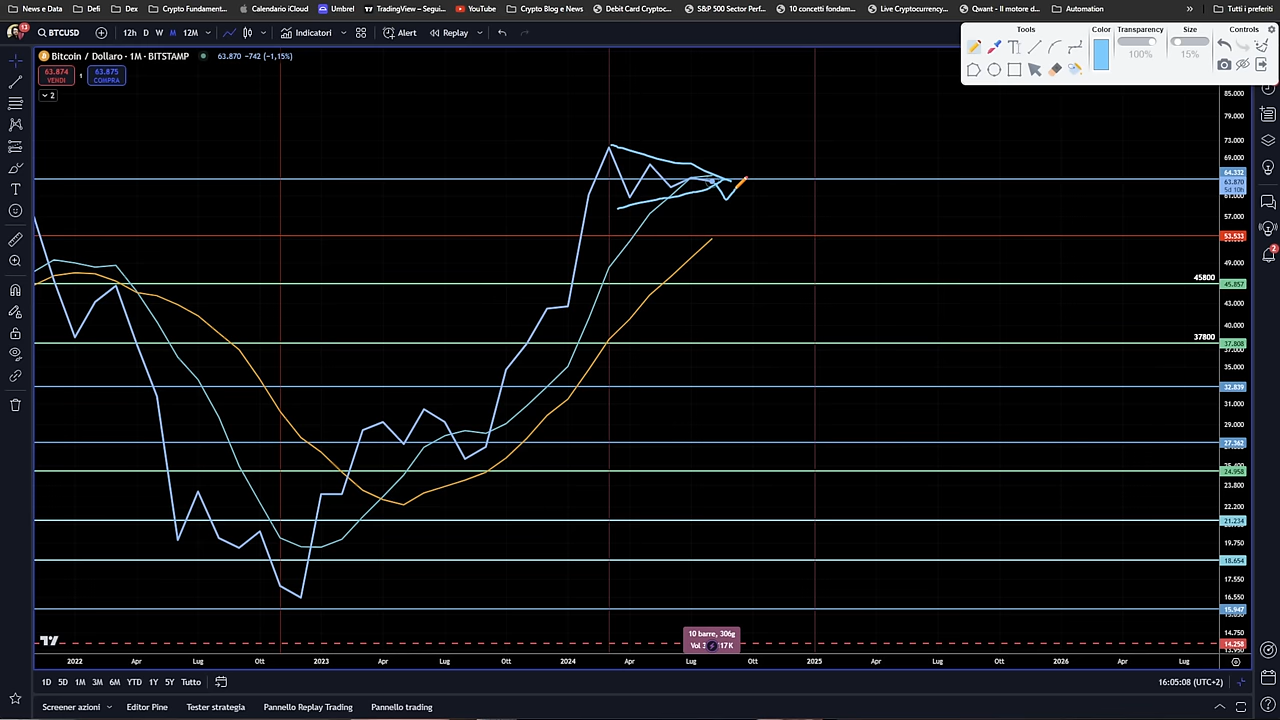 News e Data
Defi
Dex
Crypto Fundament...
Calendario iCloud
Umbrel
TradingView – Segui...
YouTube
Crypto Blog e News
Debit Card Cryptoc...
S&P 500 Sector Perf...
10 concetti fondam...
Live Cryptocurrency...
Qwant - Il motore d...
Automation
»
Tutti i preferiti
13
BTCUSD
12h D W M 12M
Indicatori
Alert
Replay
Tools
Color
Transparency
Size
Controls
100%
15%
Bitcoin / Dollaro · 1M · BITSTAMP
63.870 −742 (−1,15%)
63.874
VENDI
1
63.875
COMPRA
2
85.000
79.000
73.000
69.000
64.332
63.870
5d 10h
61.000
57.000
53.533
49.000
45800
45.857
43.000
40.000
37800
37.808
37.000
35.000
32.839
31.000
29.000
27.362
24.958
23.800
22.200
21.234
19.750
18.654
17.550
16.550
15.947
14.750
14.258
10 barre, 306g
2022 Apr Lug Ott 2023 Apr Lug Ott 2024 Apr Lug Ott 2025 Apr Lug Ott 2026 Apr Lug
1D 5D 1M 3M 6M YTD 1Y 5Y Tutto
16:05:08 (UTC+2)
Screener azioni
Editor Pine
Tester strategia
Pannello Replay Trading
Pannello trading
2